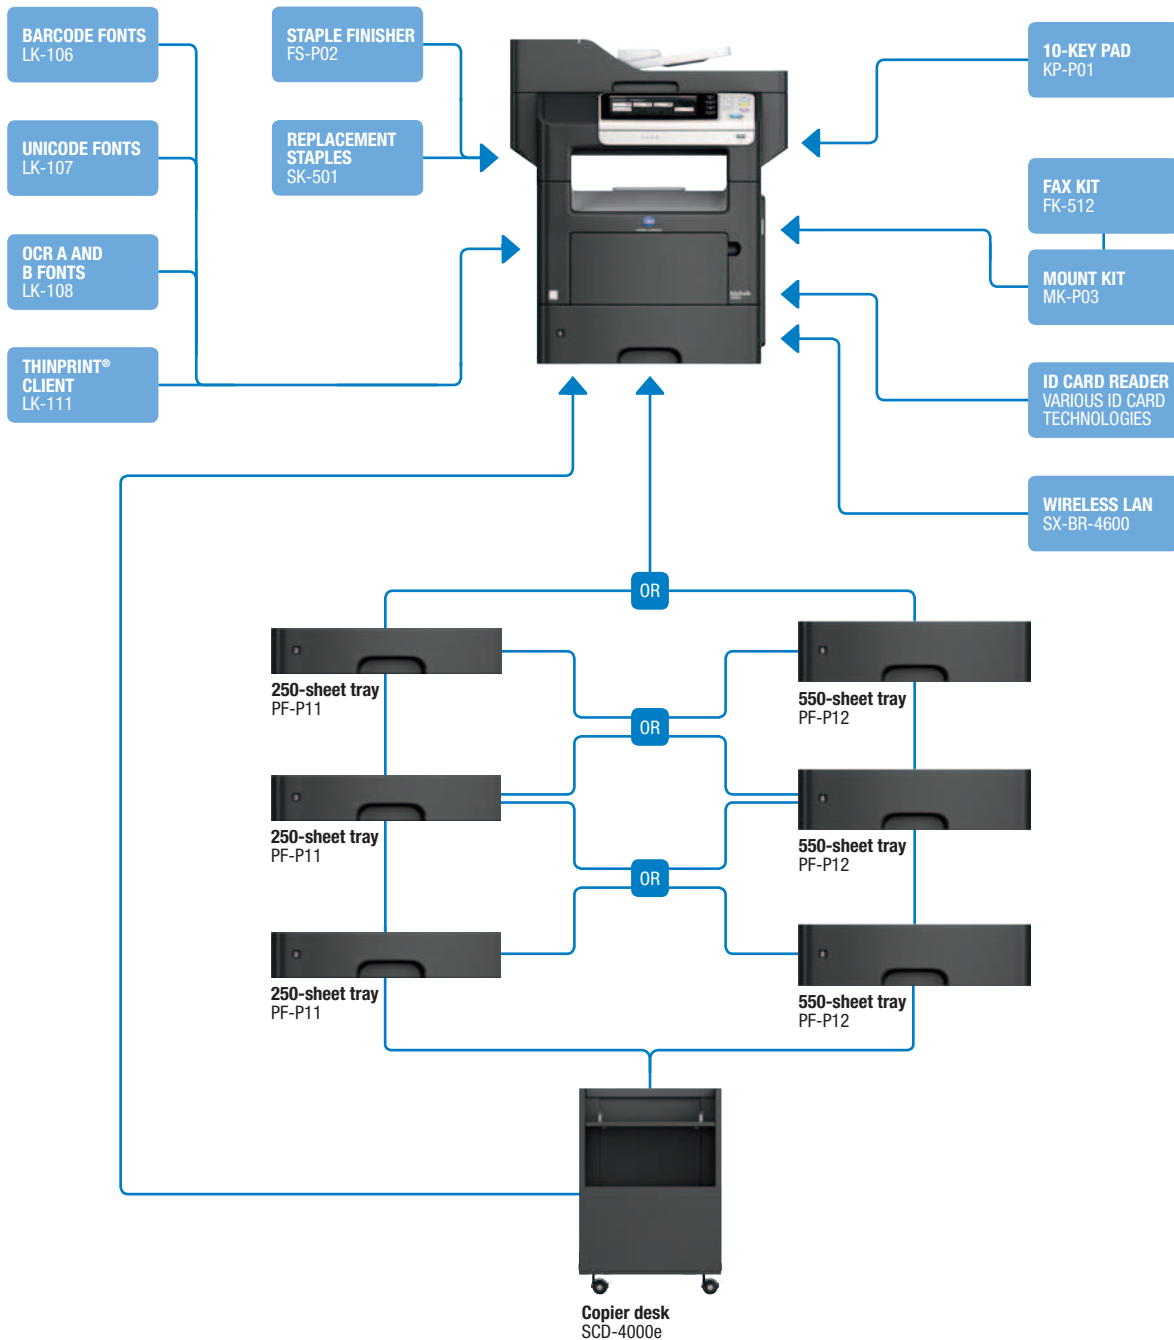 BARCODE FONTS
LK-106
UNICODE FONTS
LK-107
OCR A AND
B FONTS
LK-108
THINPRINT®
CLIENT
LK-111
STAPLE FINISHER
FS-P02
REPLACEMENT
STAPLES
SK-501
10-KEY PAD
KP-P01
FAX KIT
FK-512
MOUNT KIT
MK-P03
ID CARD READER
VARIOUS ID CARD
TECHNOLOGIES
WIRELESS LAN
SX-BR-4600
OR
250-sheet tray
PF-P11
550-sheet tray
PF-P12
OR
250-sheet tray
PF-P11
550-sheet tray
PF-P12
OR
250-sheet tray
PF-P11
550-sheet tray
PF-P12
Copier desk
SCD-4000e